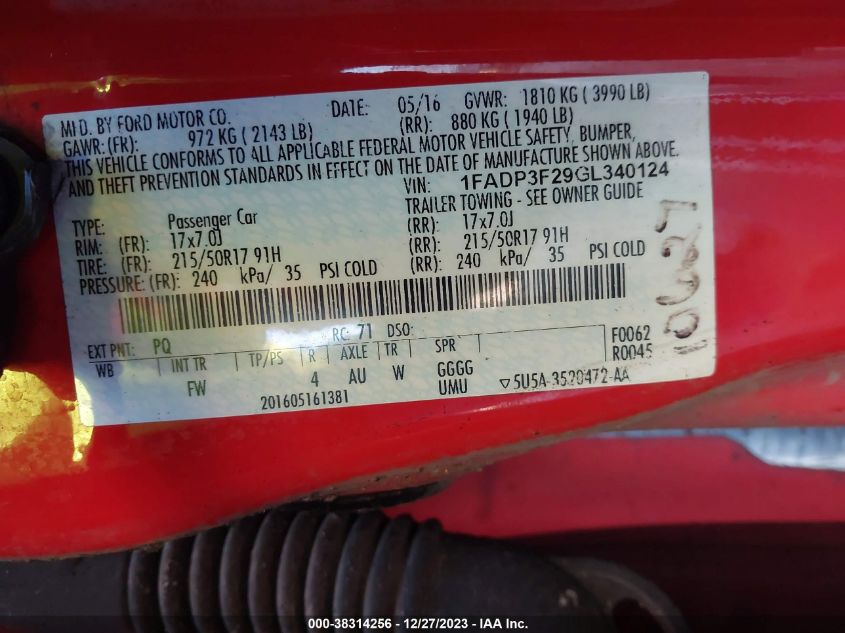 MFD. BY FORD MOTOR CO. DATE: 05/16 GVWR: 1810 KG ( 3990 LB)
GAWR: (FR): 972 KG ( 2143 LB) (RR): 880 KG ( 1940 LB)
THIS VEHICLE CONFORMS TO ALL APPLICABLE FEDERAL MOTOR VEHICLE SAFETY, BUMPER,
AND THEFT PREVENTION STANDARDS IN EFFECT ON THE DATE OF MANUFACTURE SHOWN ABOVE.
VIN: 1FADP3F29GL340124
TYPE: Passenger Car TRAILER TOWING - SEE OWNER GUIDE
RIM: (FR): 17x7.0J (RR): 17x7.0J
TIRE: (FR): 215/50R17 91H (RR): 215/50R17 91H
PRESSURE: (FR): 240 kPa/ 35 PSI COLD (RR): 240 kPa/ 35 PSI COLD
EXT PNT: PQ RC: 71 DSO: F0062
WB INT TR TP/PS R AXLE TR SPR R0045
FW 4 AU W GGGG
UMU ▽5U5A-3520472-AA
201605161381
10627
000-38314256 – 12/27/2023 – IAA Inc.